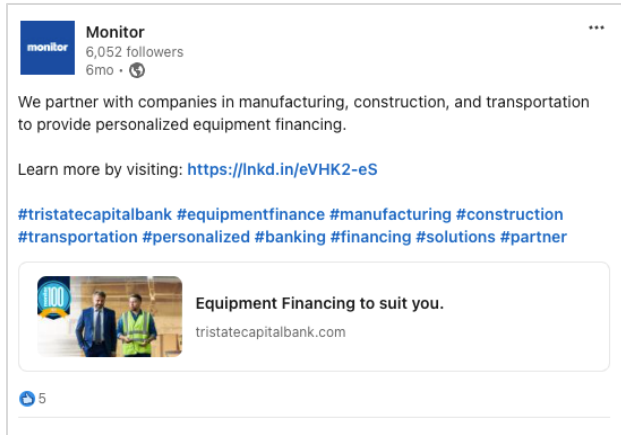 monitor
Monitor
6,052 followers
6mo •
We partner with companies in manufacturing, construction, and transportation
to provide personalized equipment financing.
Learn more by visiting: https://lnkd.in/eVHK2-eS
#tristatecapitalbank #equipmentfinance #manufacturing #construction
#transportation #personalized #banking #financing #solutions #partner
100
Equipment Financing to suit you.
tristatecapitalbank.com
5